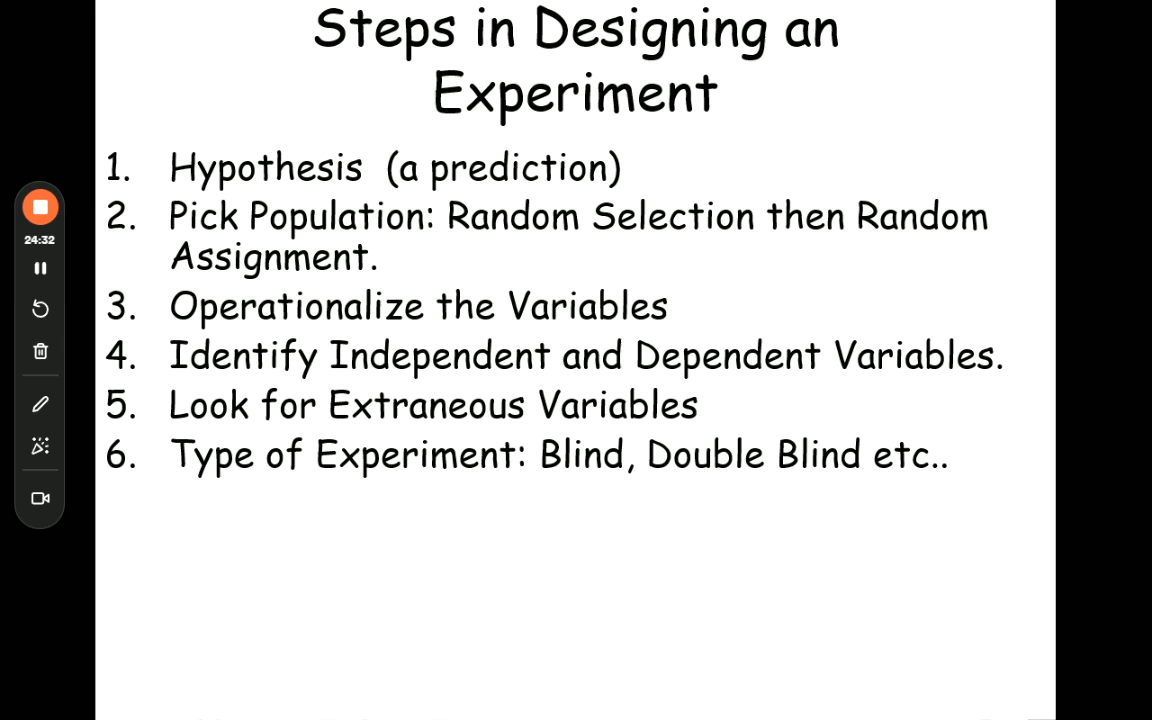 Steps in Designing an
Experiment
1. Hypothesis (a prediction)
2. Pick Population: Random Selection then Random
Assignment.
3. Operationalize the Variables
4. Identify Independent and Dependent Variables.
5. Look for Extraneous Variables
6. Type of Experiment: Blind, Double Blind etc..
24:32